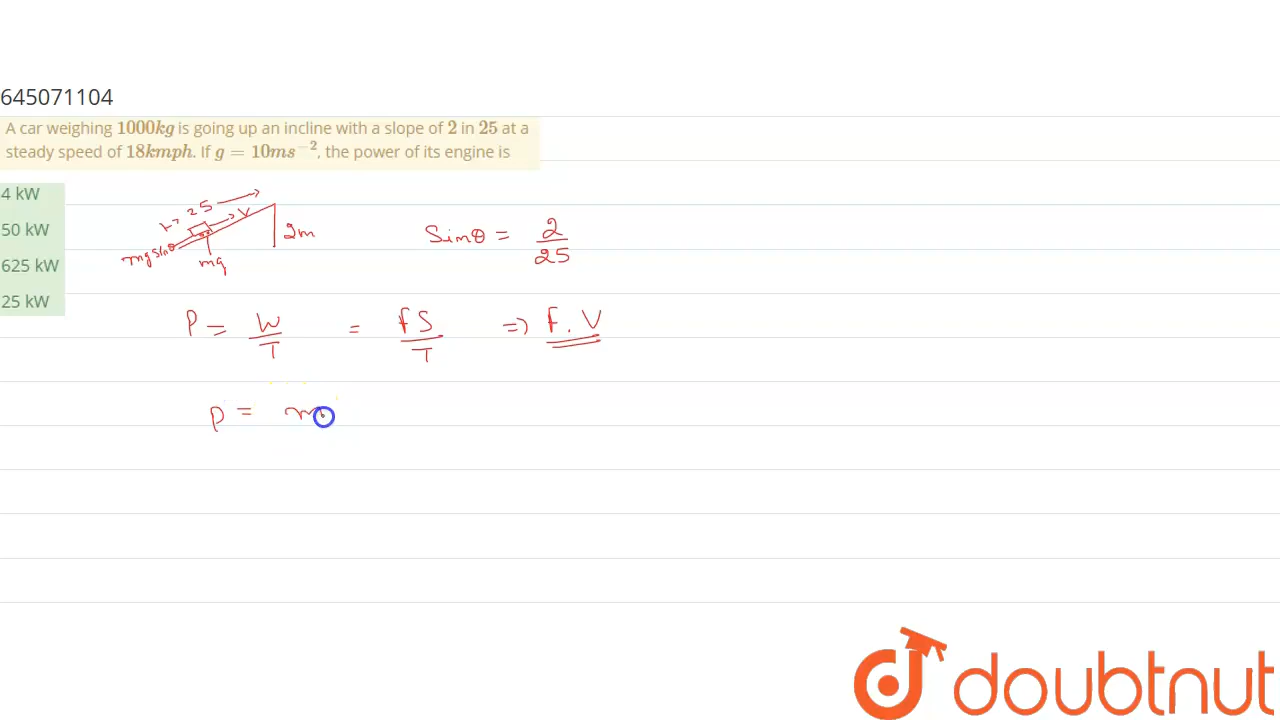 645071104
A car weighing 1000kg is going up an incline with a slope of 2 in 25 at a
steady speed of 18kmph. If g = 10ms⁻², the power of its engine is
4 kW
50 kW
625 kW
25 kW
25
V
2m
mg sinθ
mg
Sinθ = 2/25
P = W/T = fS/T => F.V
P = m
doubtnut